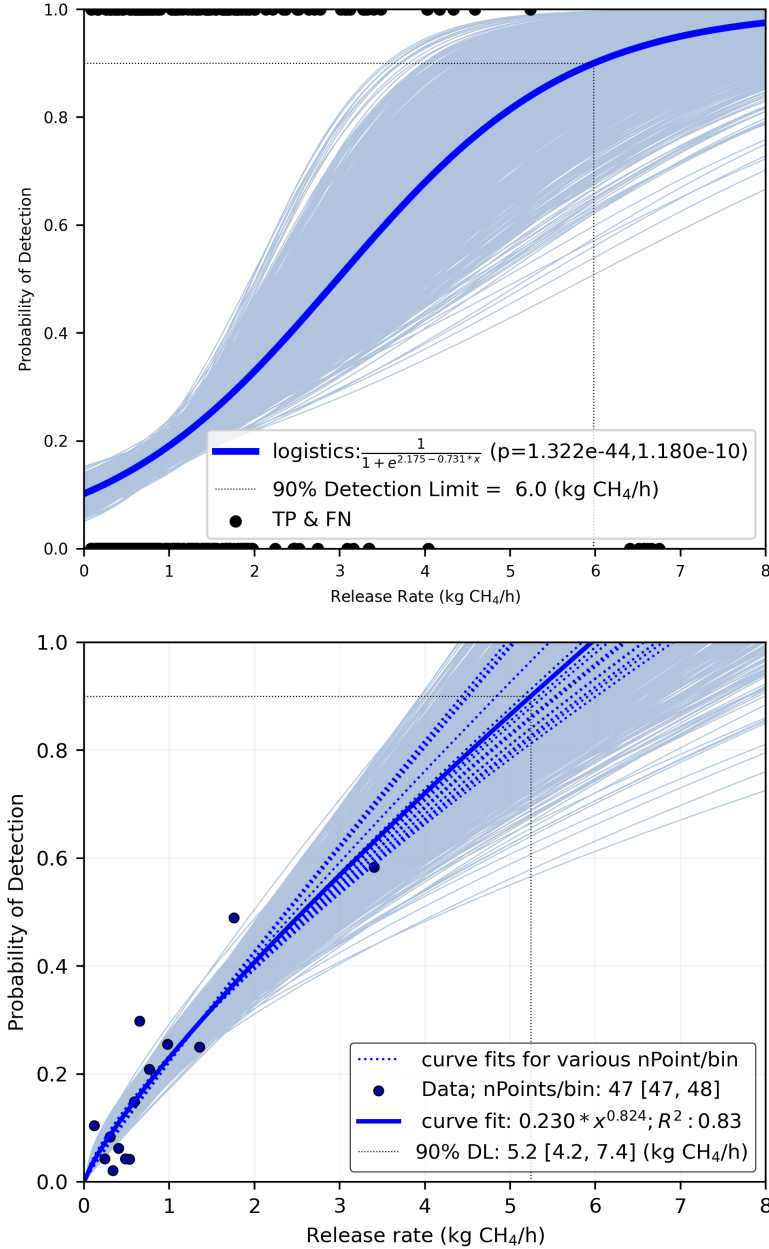 1.0
0.8
0.6
0.4
0.2
0.0
Probability of Detection
logistics: 1/(1 + e^(2.175−0.731*x)) (p=1.322e-44,1.180e-10)
90% Detection Limit = 6.0 (kg CH₄/h)
TP & FN
0 1 2 3 4 5 6 7 8
Release Rate (kg CH₄/h)
1.0
0.8
0.6
0.4
0.2
0.0
Probability of Detection
curve fits for various nPoint/bin
Data; nPoints/bin: 47 [47, 48]
curve fit: 0.230 * x^0.824; R² : 0.83
90% DL: 5.2 [4.2, 7.4] (kg CH₄/h)
0 1 2 3 4 5 6 7 8
Release rate (kg CH₄/h)